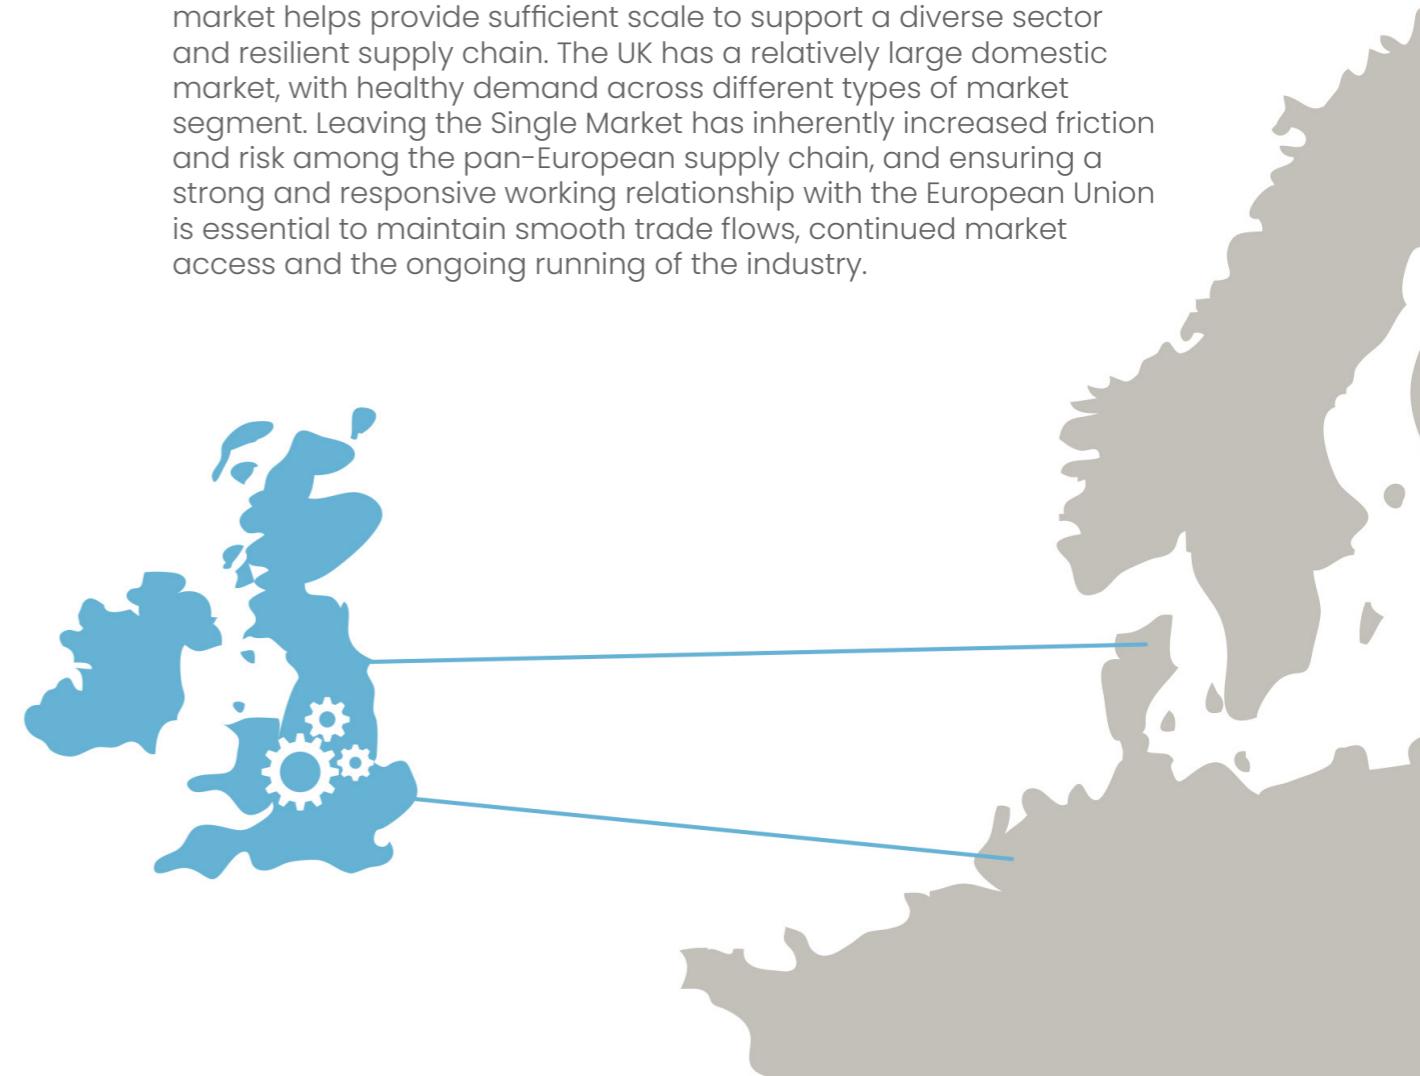 market helps provide sufficient scale to support a diverse sector
and resilient supply chain. The UK has a relatively large domestic
market, with healthy demand across different types of market
segment. Leaving the Single Market has inherently increased friction
and risk among the pan-European supply chain, and ensuring a
strong and responsive working relationship with the European Union
is essential to maintain smooth trade flows, continued market
access and the ongoing running of the industry.